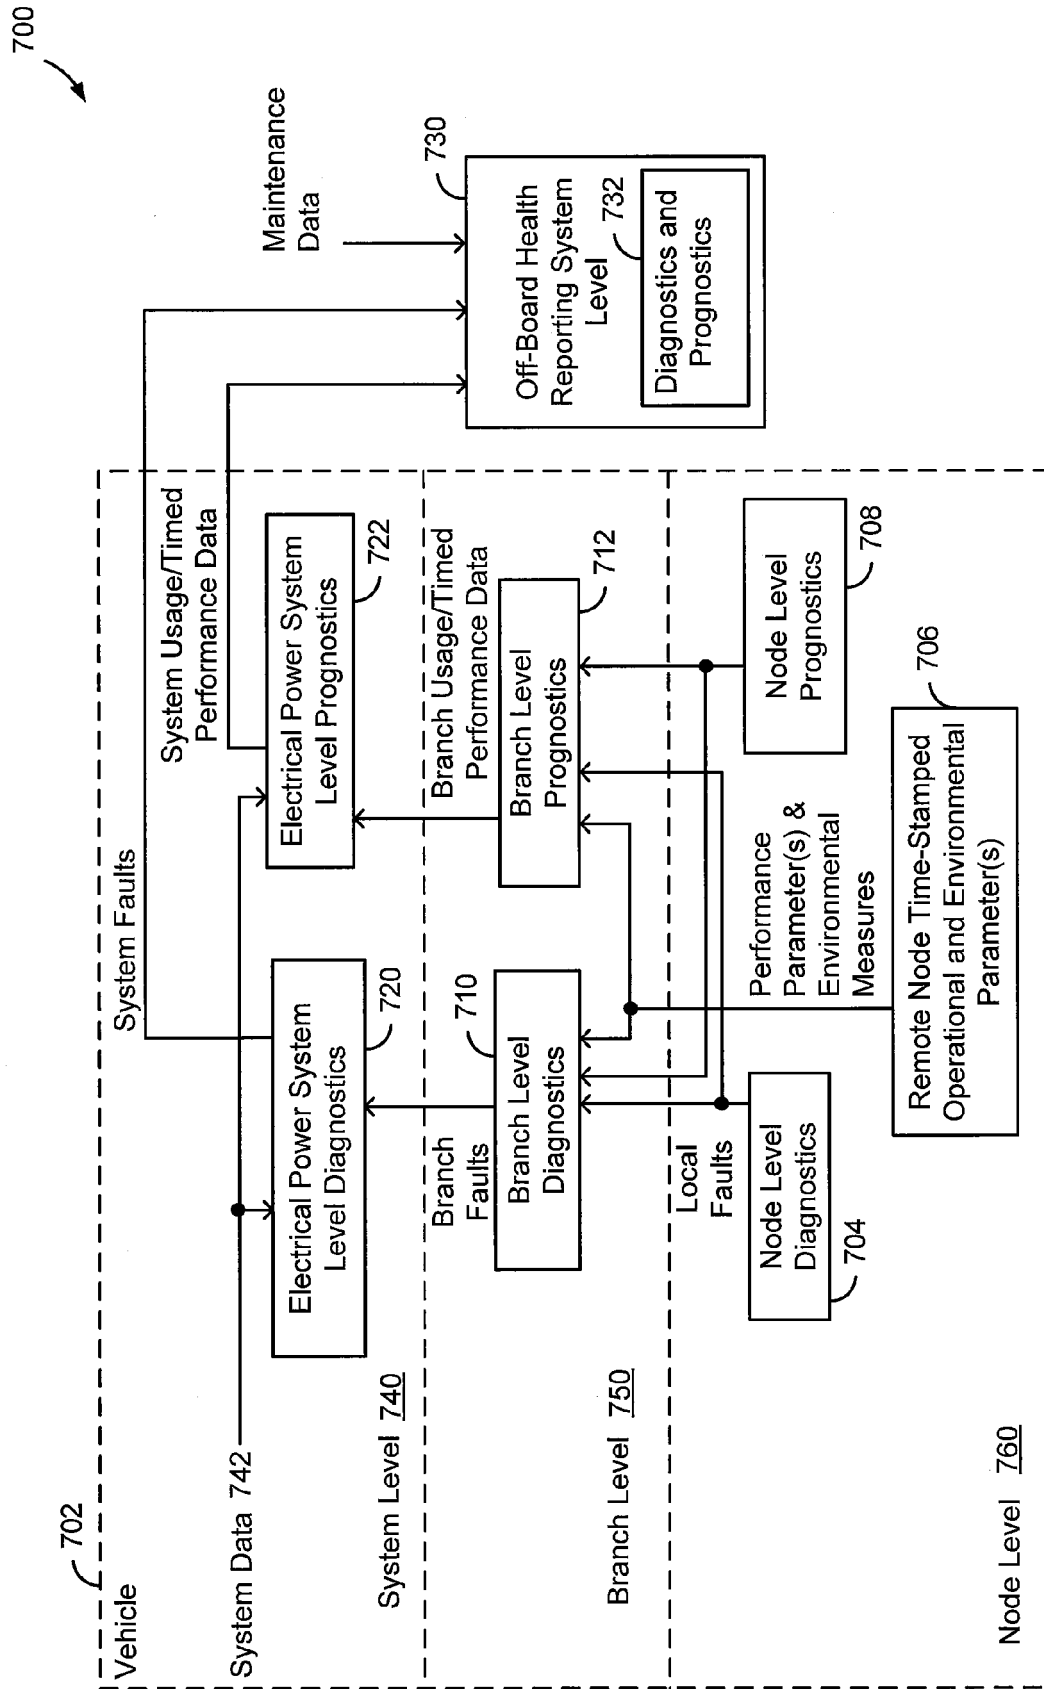 700
702
Vehicle
System Data 742
System Level 740
System Faults
System Usage/Timed
Performance Data
Electrical Power System
Level Diagnostics
720
Electrical Power System
Level Prognostics
722
Maintenance
Data
730
Off-Board Health
Reporting System
Level
732
Diagnostics and
Prognostics
Branch Level 750
Branch
Faults
710
Branch Level
Diagnostics
Branch Usage/Timed
Performance Data
712
Branch Level
Prognostics
Node Level 760
Local
Faults
Node Level
Diagnostics
704
Performance
Parameter(s) &
Environmental
Measures
Node Level
Prognostics
708
706
Remote Node Time-Stamped
Operational and Environmental
Parameter(s)